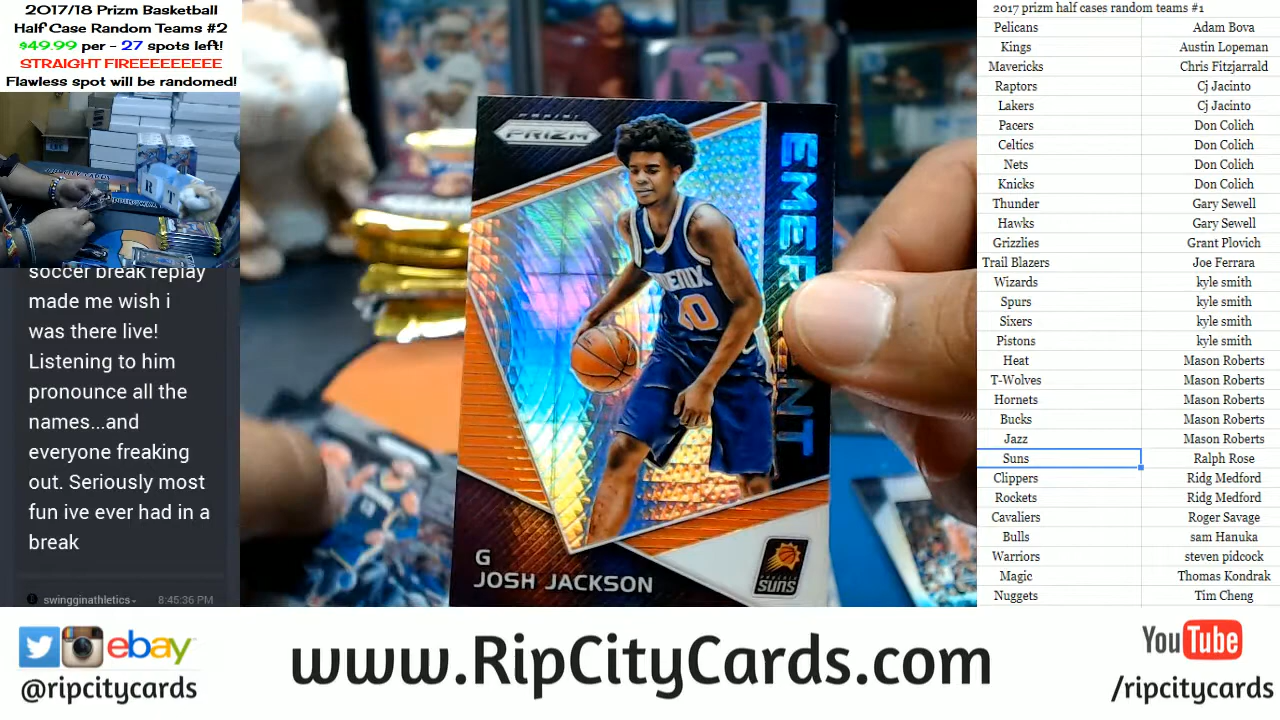 2017/18 Prizm Basketball
Half Case Random Teams #2
$49.99 per - 27 spots left!
STRAIGHT FIREEEEEEEEE
Flawless spot will be randomed!
soccer break replay
made me wish i
was there live!
Listening to him
pronounce all the
names...and
everyone freaking
out. Seriously most
fun ive ever had in a
break
swingginathletics
8:45:36 PM
PANINI
PRIZM
EMERGENT
PHOENIX
G
JOSH JACKSON
PHOENIX
SUNS
2017 prizm half cases random teams #1
Pelicans Adam Bova
Kings Austin Lopeman
Mavericks Chris Fitzjarrald
Raptors Cj Jacinto
Lakers Cj Jacinto
Pacers Don Colich
Celtics Don Colich
Nets Don Colich
Knicks Don Colich
Thunder Gary Sewell
Hawks Gary Sewell
Grizzlies Grant Plovich
Trail Blazers Joe Ferrara
Wizards kyle smith
Spurs kyle smith
Sixers kyle smith
Pistons kyle smith
Heat Mason Roberts
T-Wolves Mason Roberts
Hornets Mason Roberts
Bucks Mason Roberts
Jazz Mason Roberts
Suns Ralph Rose
Clippers Ridg Medford
Rockets Ridg Medford
Cavaliers Roger Savage
Bulls sam Hanuka
Warriors steven pidcock
Magic Thomas Kondrak
Nuggets Tim Cheng
ebay
@ripcitycards
www.RipCityCards.com
YouTube
/ripcitycards